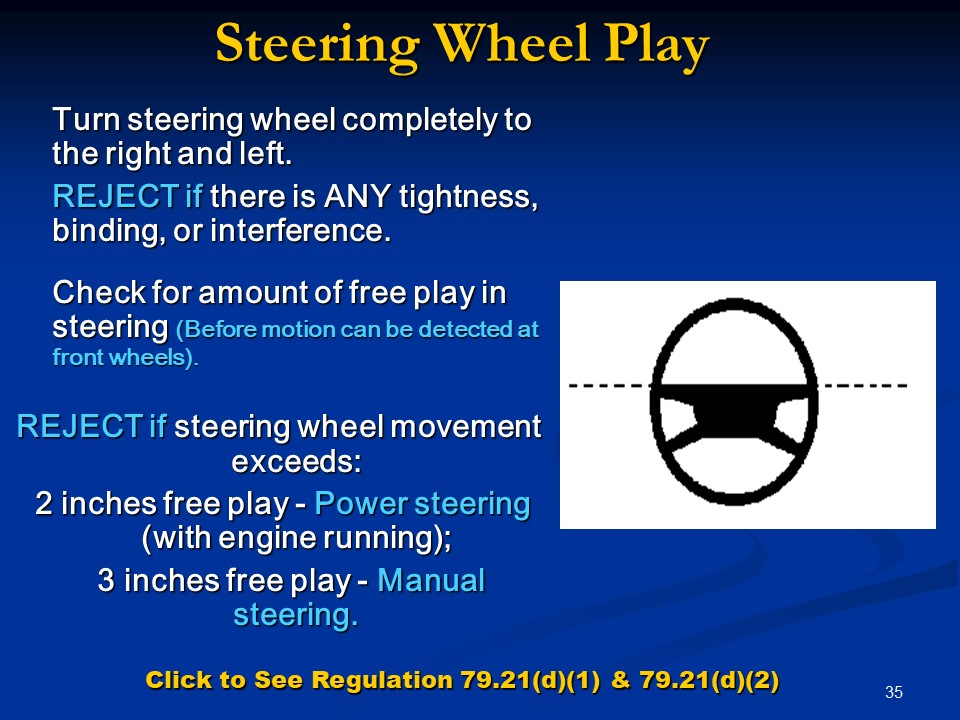 Steering Wheel Play
Turn steering wheel completely to
the right and left.
REJECT if there is ANY tightness,
binding, or interference.
Check for amount of free play in
steering (Before motion can be detected at
front wheels).
REJECT if steering wheel movement
exceeds:
2 inches free play - Power steering
(with engine running);
3 inches free play - Manual
steering.
Click to See Regulation 79.21(d)(1) & 79.21(d)(2)
35